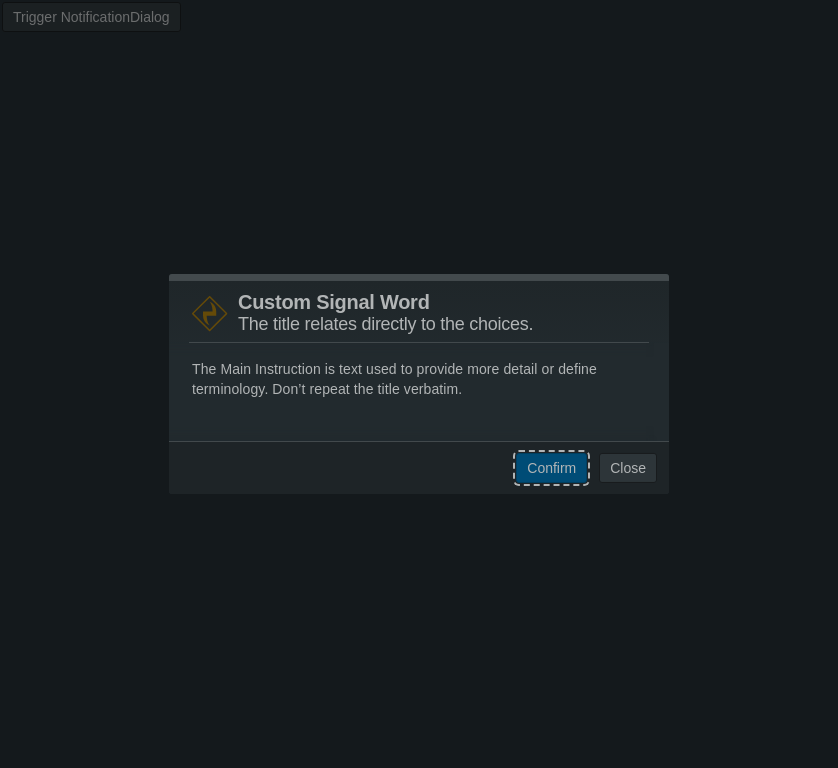 Trigger NotificationDialog
Custom Signal Word
The title relates directly to the choices.
The Main Instruction is text used to provide more detail or define
terminology. Don’t repeat the title verbatim.
Confirm
Close